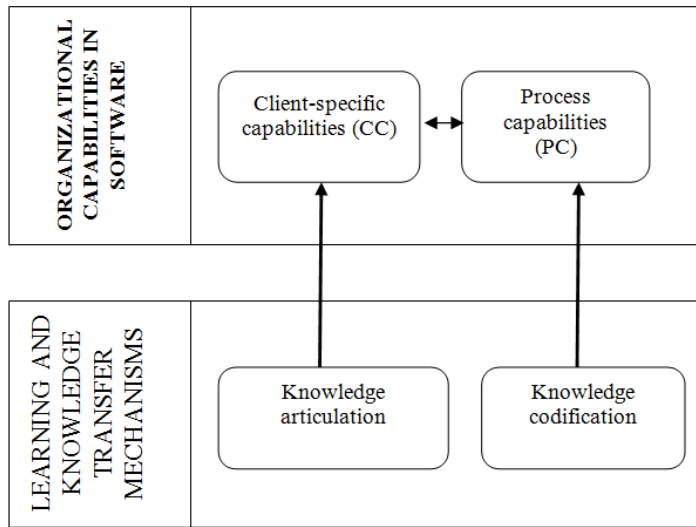 ORGANIZATIONAL
CAPABILITIES IN
SOFTWARE
Client-specific
capabilities (CC)
Process
capabilities
(PC)
LEARNING AND
KNOWLEDGE
TRANSFER
MECHANISMS
Knowledge
articulation
Knowledge
codification